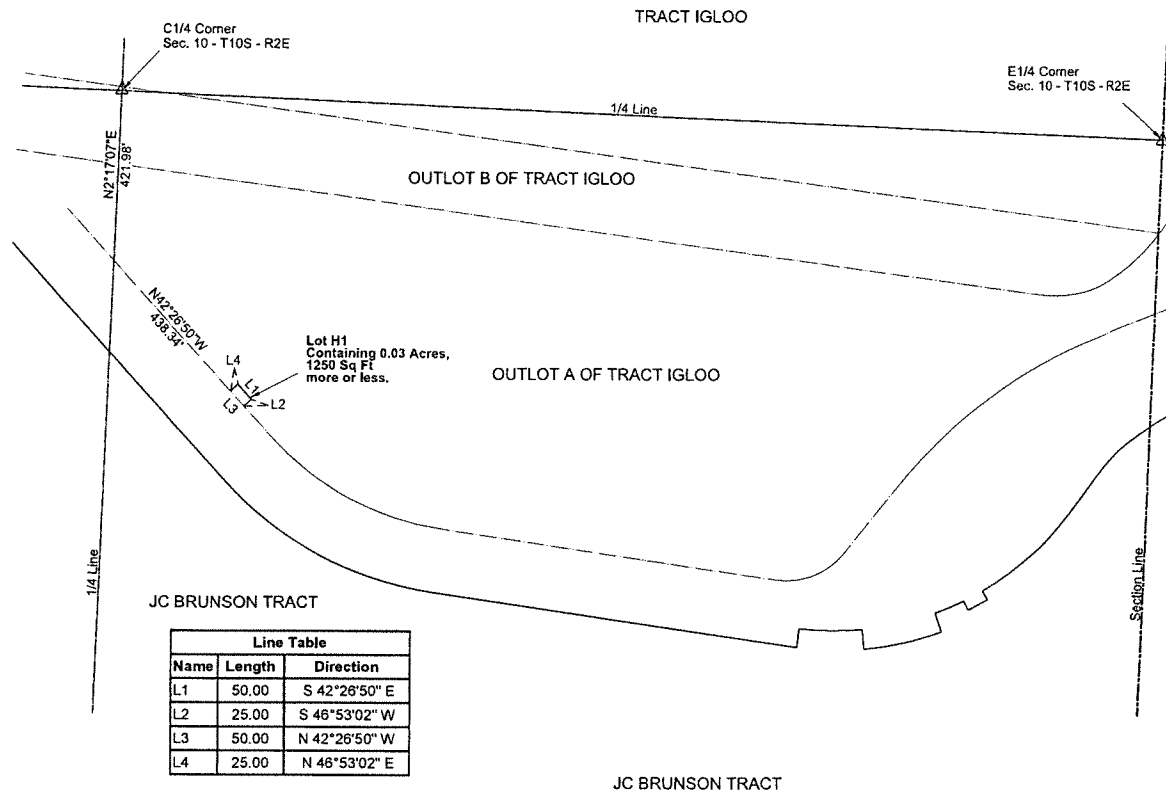 TRACT IGLOO
C1/4 Corner
Sec. 10 - T10S - R2E
E1/4 Corner
Sec. 10 - T10S - R2E
1/4 Line
N2°17'07"E
421.98'
OUTLOT B OF TRACT IGLOO
N42°26'50"W
438.34'
Lot H1
Containing 0.03 Acres,
1250 Sq Ft
more or less.
L4
L1
L3
L2
OUTLOT A OF TRACT IGLOO
1/4 Line
Section Line
JC BRUNSON TRACT
Line Table
Name Length Direction
L1 50.00 S 42°26'50" E
L2 25.00 S 46°53'02" W
L3 50.00 N 42°26'50" W
L4 25.00 N 46°53'02" E
JC BRUNSON TRACT